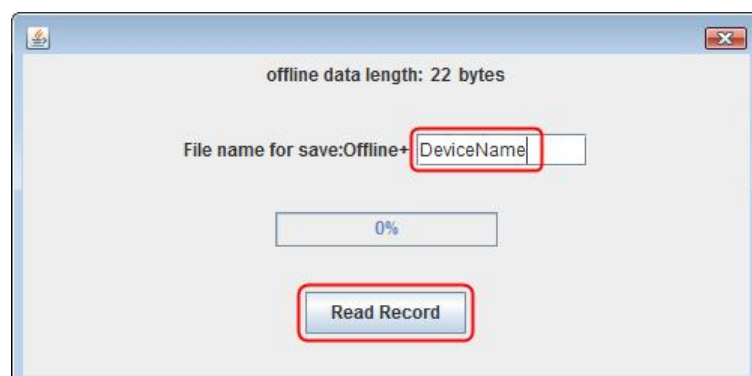 offline data length: 22 bytes
File name for save:Offline+ DeviceName
0%
Read Record